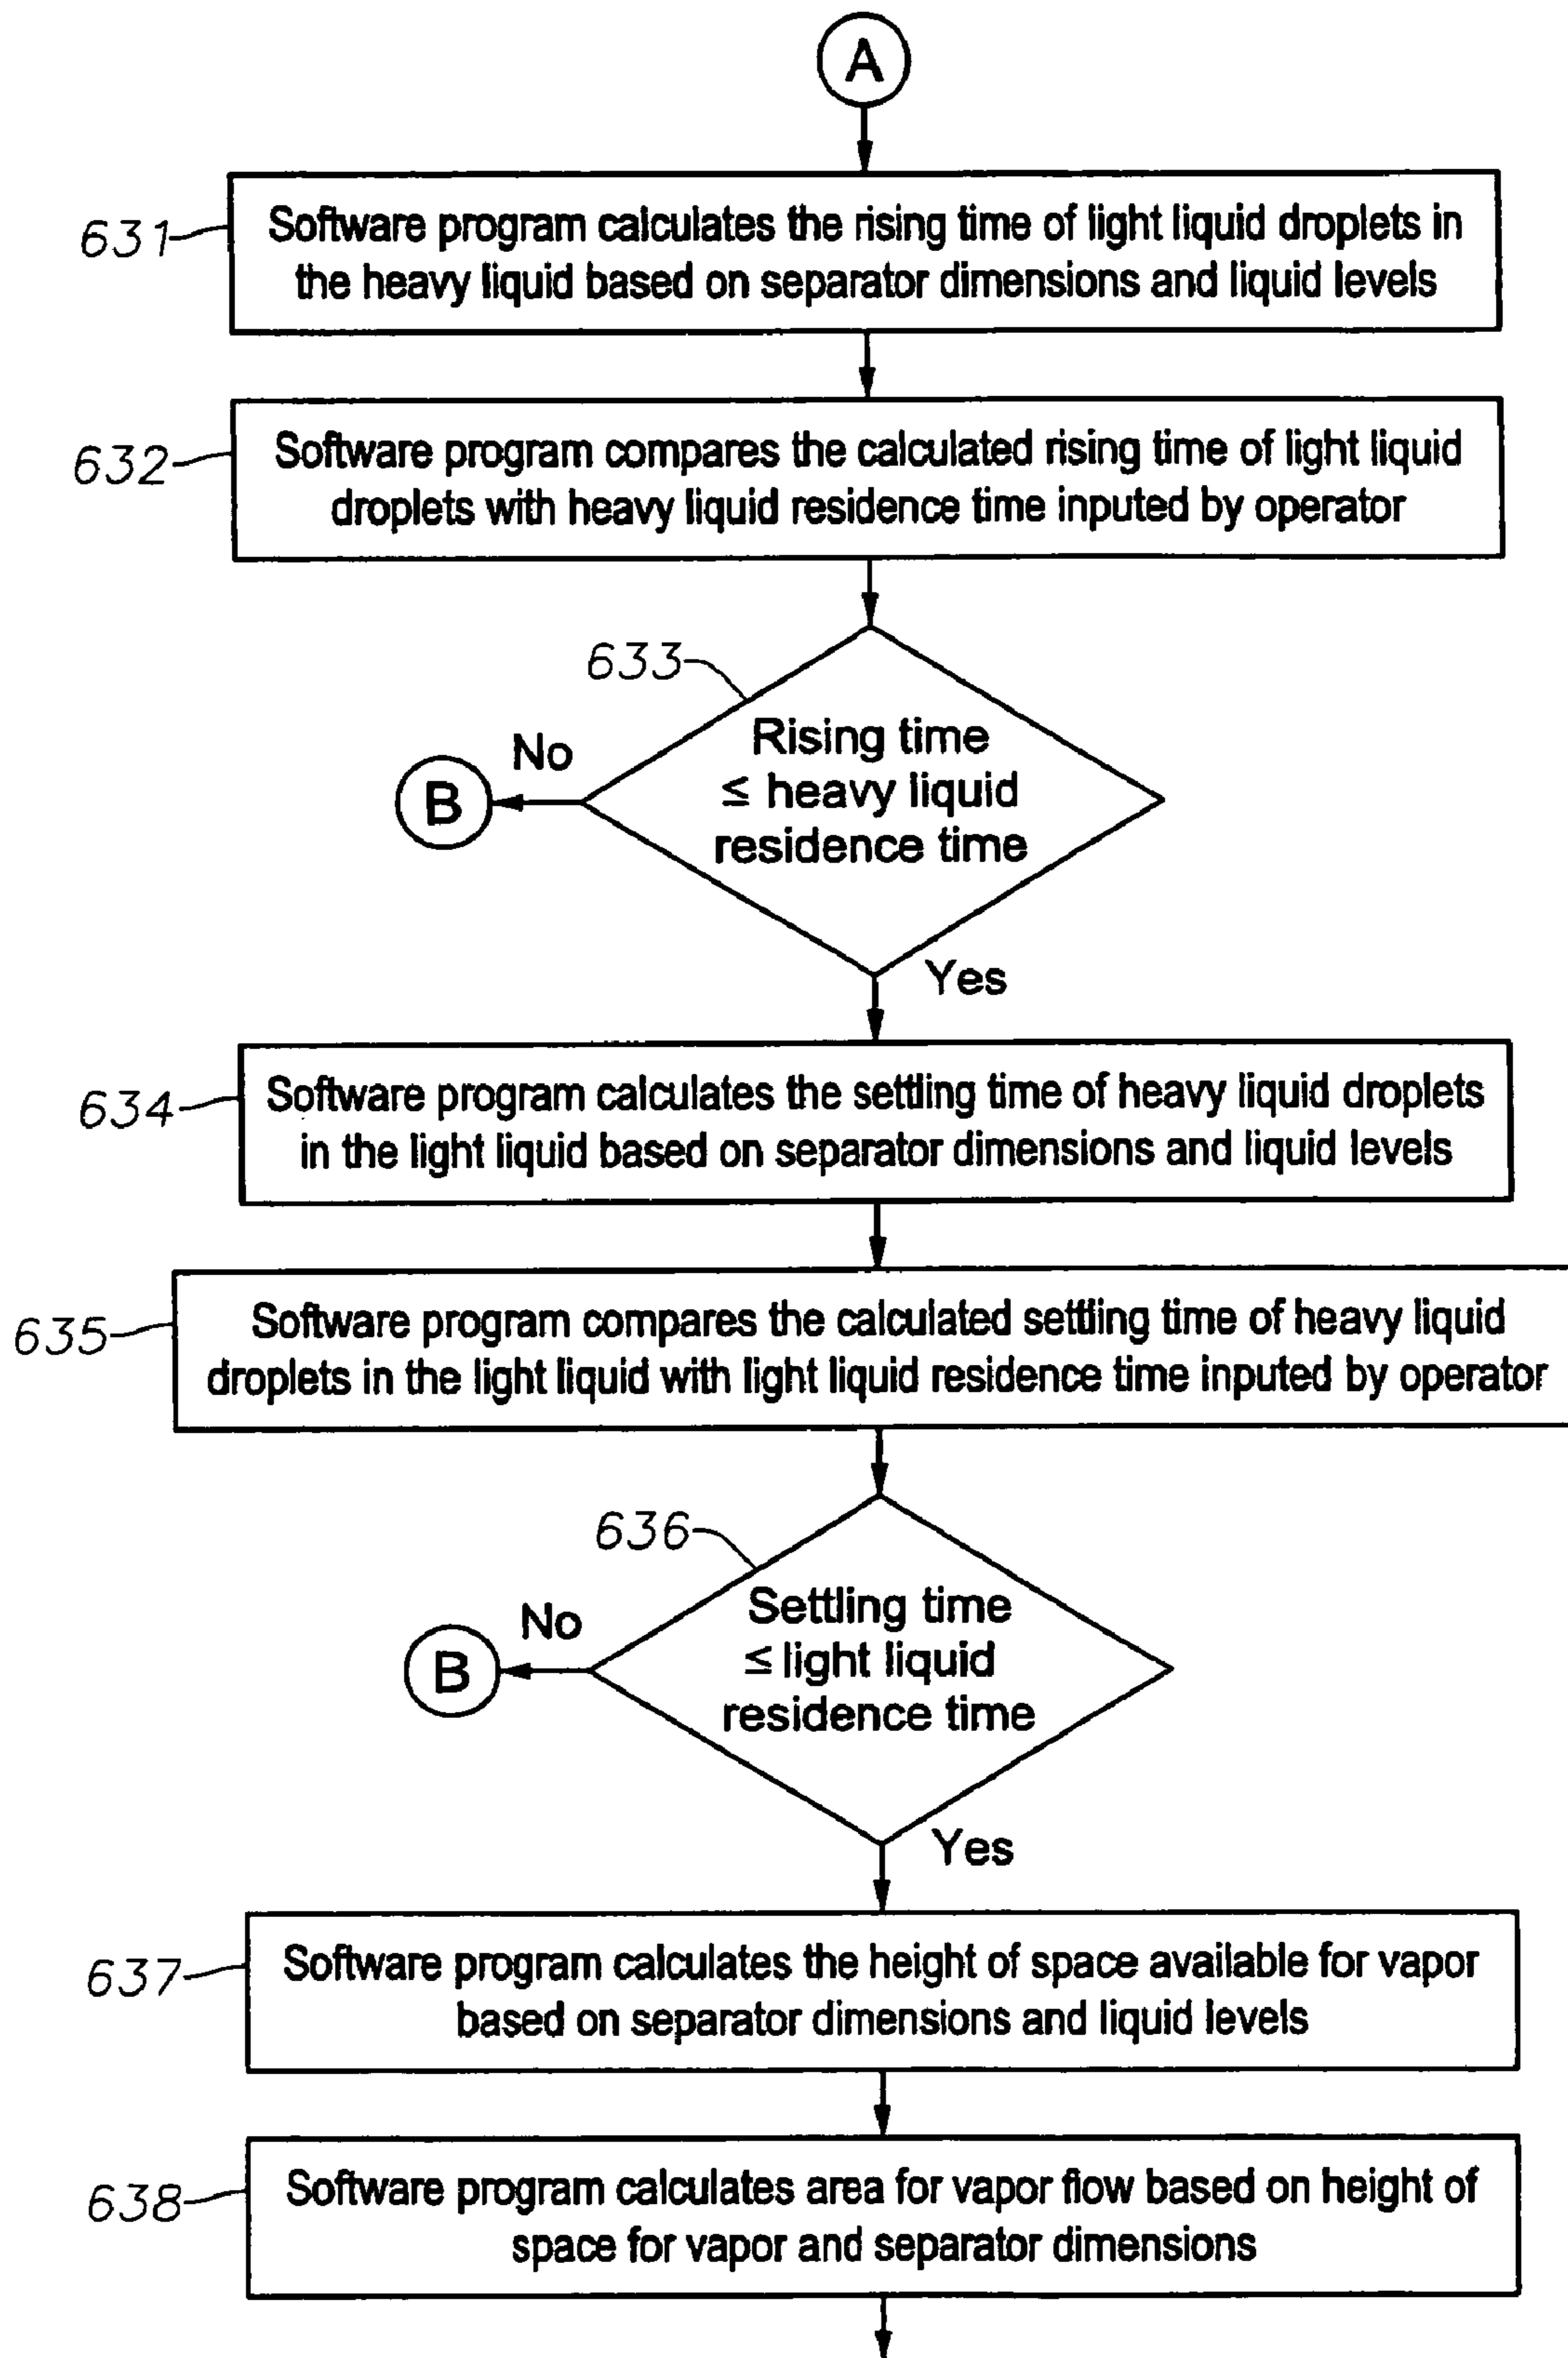 A
631
Software program calculates the rising time of light liquid droplets in
the heavy liquid based on separator dimensions and liquid levels
632
Software program compares the calculated rising time of light liquid
droplets with heavy liquid residence time inputed by operator
633
Rising time
≤ heavy liquid
residence time
No
B
Yes
634
Software program calculates the settling time of heavy liquid droplets
in the light liquid based on separator dimensions and liquid levels
635
Software program compares the calculated settling time of heavy liquid
droplets in the light liquid with light liquid residence time inputed by operator
636
Settling time
≤ light liquid
residence time
No
B
Yes
637
Software program calculates the height of space available for vapor
based on separator dimensions and liquid levels
638
Software program calculates area for vapor flow based on height of
space for vapor and separator dimensions